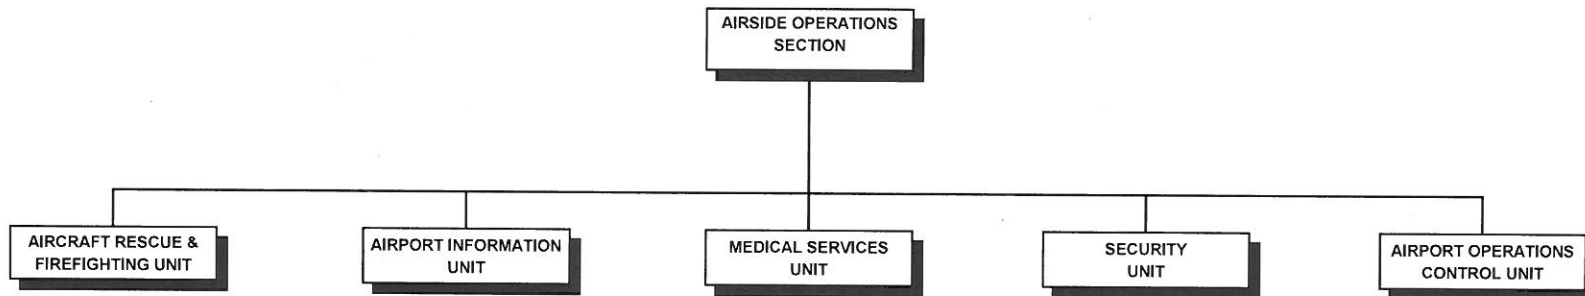 AIRSIDE OPERATIONS
SECTION
AIRCRAFT RESCUE &
FIREFIGHTING UNIT
AIRPORT INFORMATION
UNIT
MEDICAL SERVICES
UNIT
SECURITY
UNIT
AIRPORT OPERATIONS
CONTROL UNIT